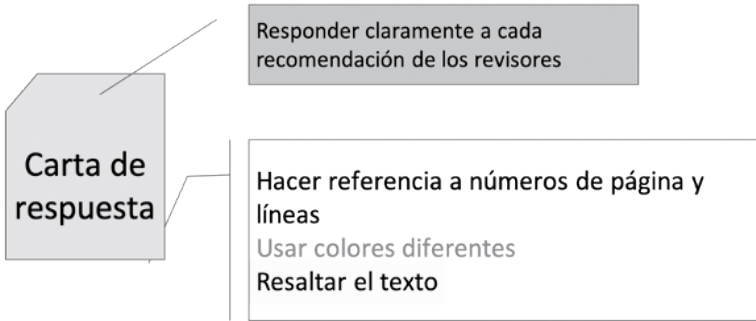 Responder claramente a cada
recomendación de los revisores
Carta de
respuesta
Hacer referencia a números de página y
líneas
Usar colores diferentes
Resaltar el texto